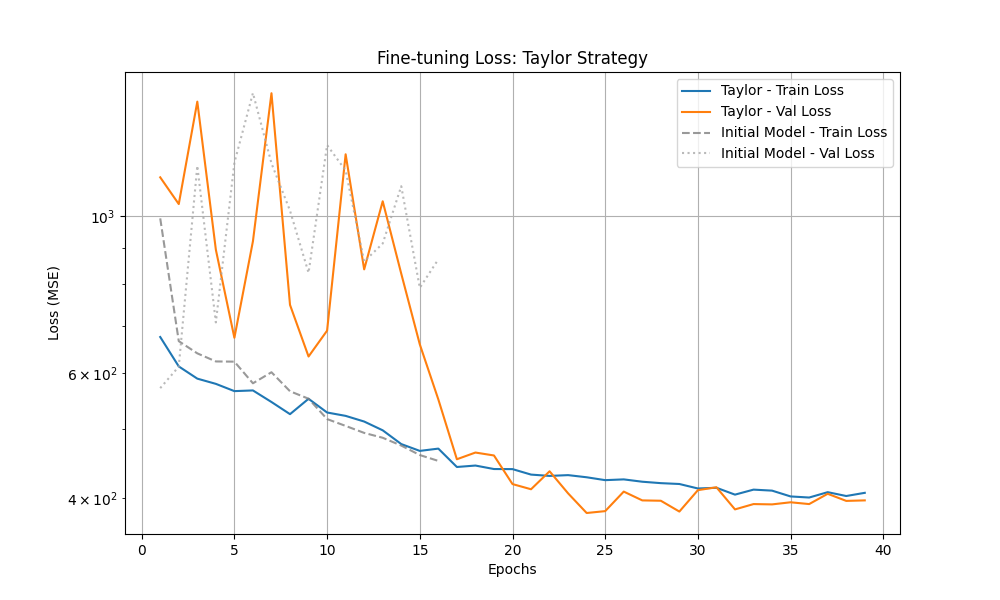 Fine-tuning Loss: Taylor Strategy
Taylor - Train Loss
Taylor - Val Loss
Initial Model - Train Loss
Initial Model - Val Loss
Loss (MSE)
10³
6 × 10²
4 × 10²
0 5 10 15 20 25 30 35 40
Epochs